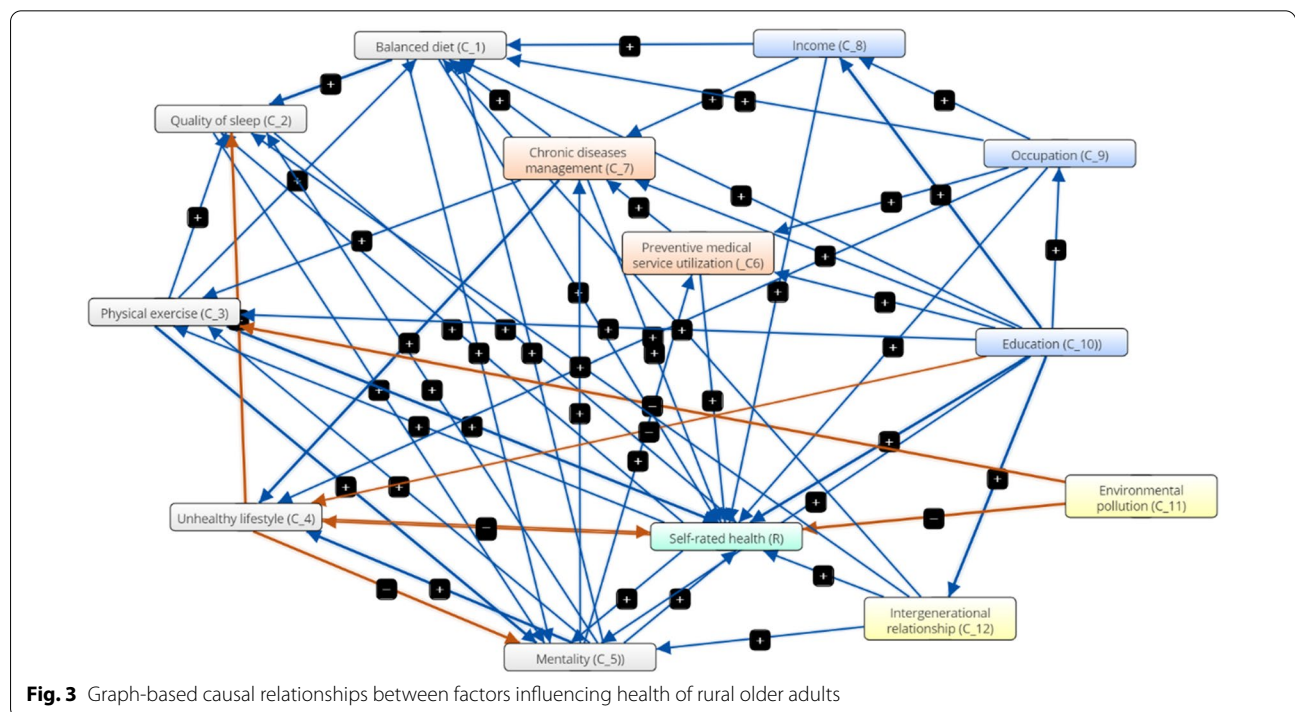 Balanced diet (C_1)
Income (C_8)
+
+
Quality of sleep (C_2)
+
+
+
+
Chronic diseases
management (C_7)
Occupation (C_9)
+
+
+
+
+
+
+
Preventive medical
service utilization (_C6)
+
+
+
+
+
+
Physical exercise (C_3)
Education (C_10))
+
+
+
+
+
+
+
+
+
+
+
+
+
−
+
+
+
+
−
+
+
+
+
+
+
Environmental
pollution (C_11)
+
Unhealthy lifestyle (C_4)
−
−
Self-rated health (R)
+
−
+
+
+
Intergenerational
relationship (C_12)
+
Mentality (C_5))
Fig. 3 Graph-based causal relationships between factors influencing health of rural older adults